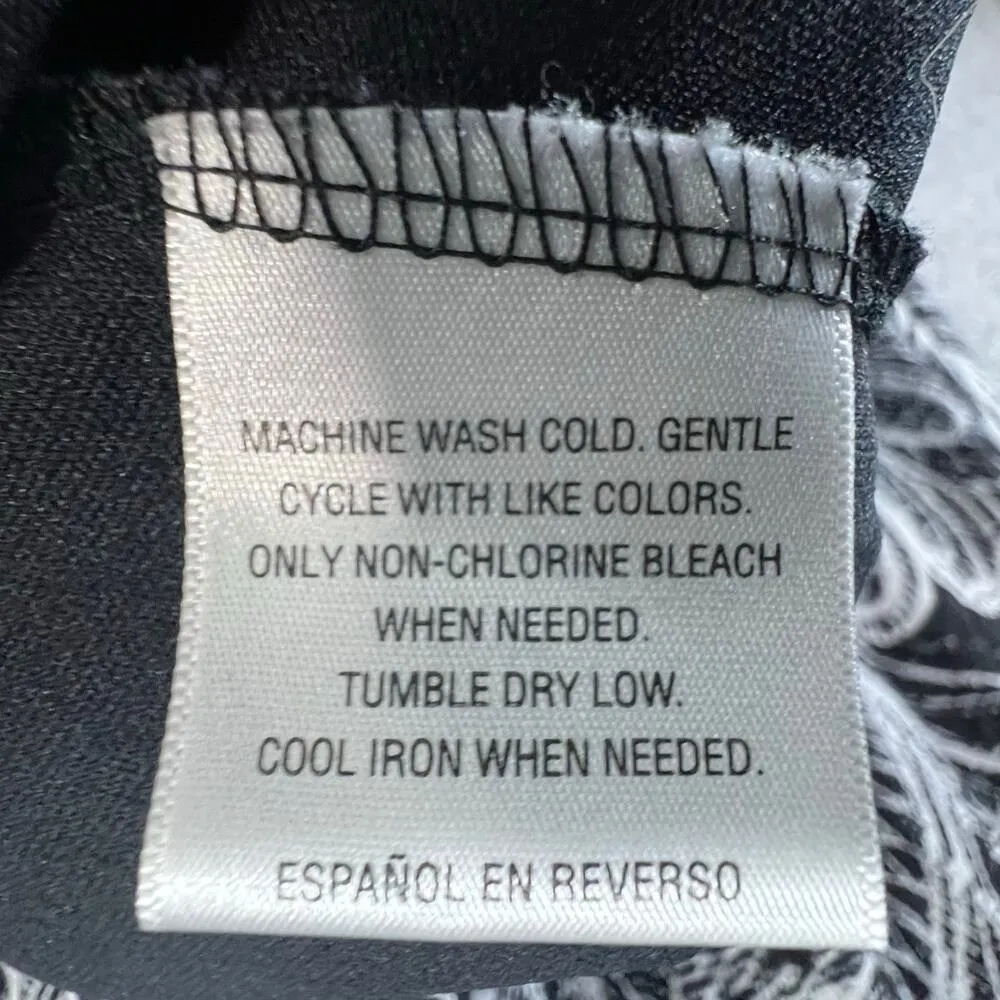 MACHINE WASH COLD. GENTLE
CYCLE WITH LIKE COLORS.
ONLY NON-CHLORINE BLEACH
WHEN NEEDED.
TUMBLE DRY LOW.
COOL IRON WHEN NEEDED.
ESPAÑOL EN REVERSO